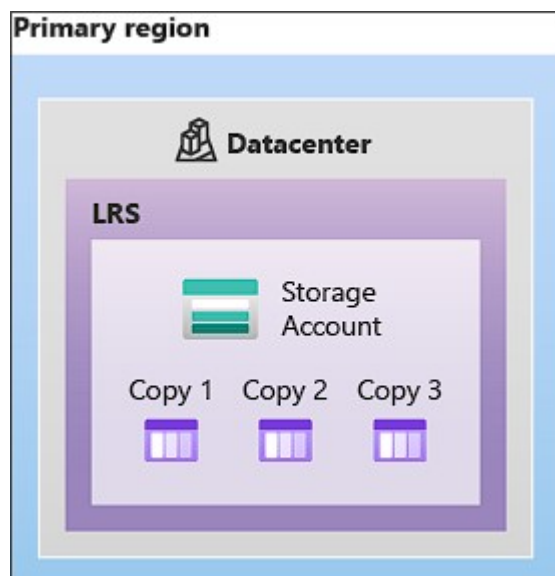 Primary region
Datacenter
LRS
Storage
Account
Copy 1 Copy 2 Copy 3